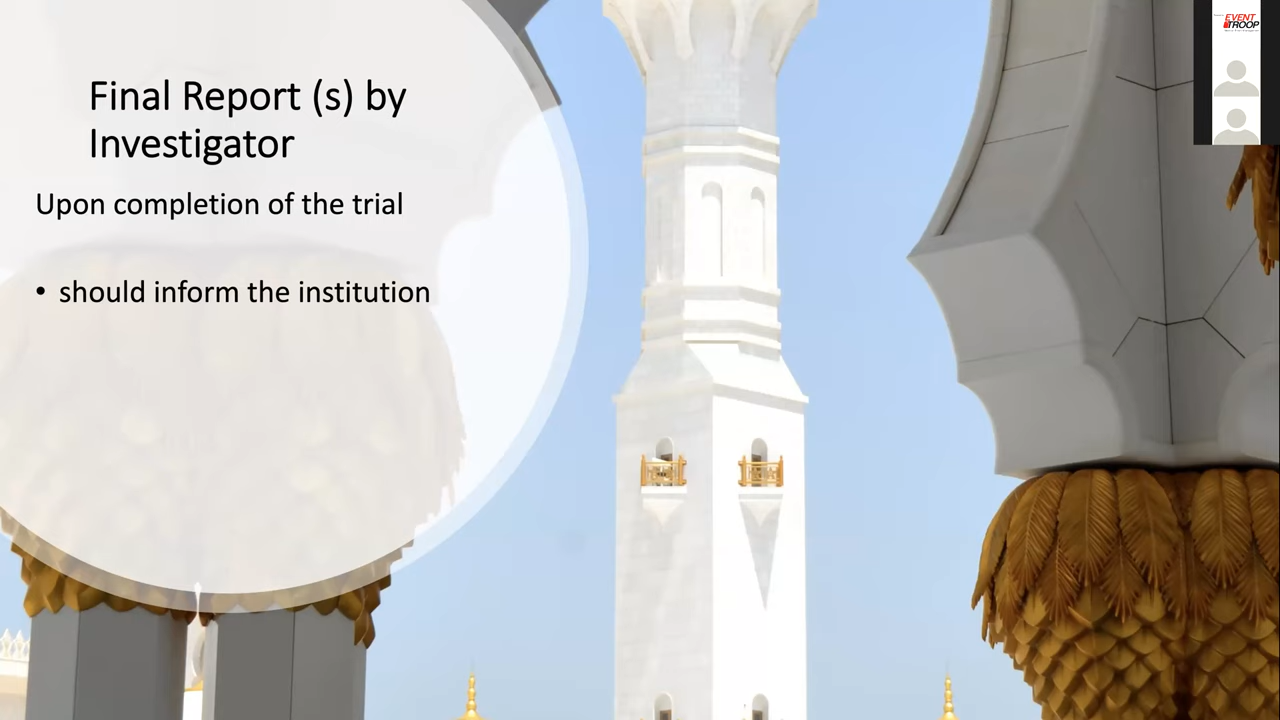 Final Report (s) by
Investigator
Upon completion of the trial
• should inform the institution
EVENT
TROOP